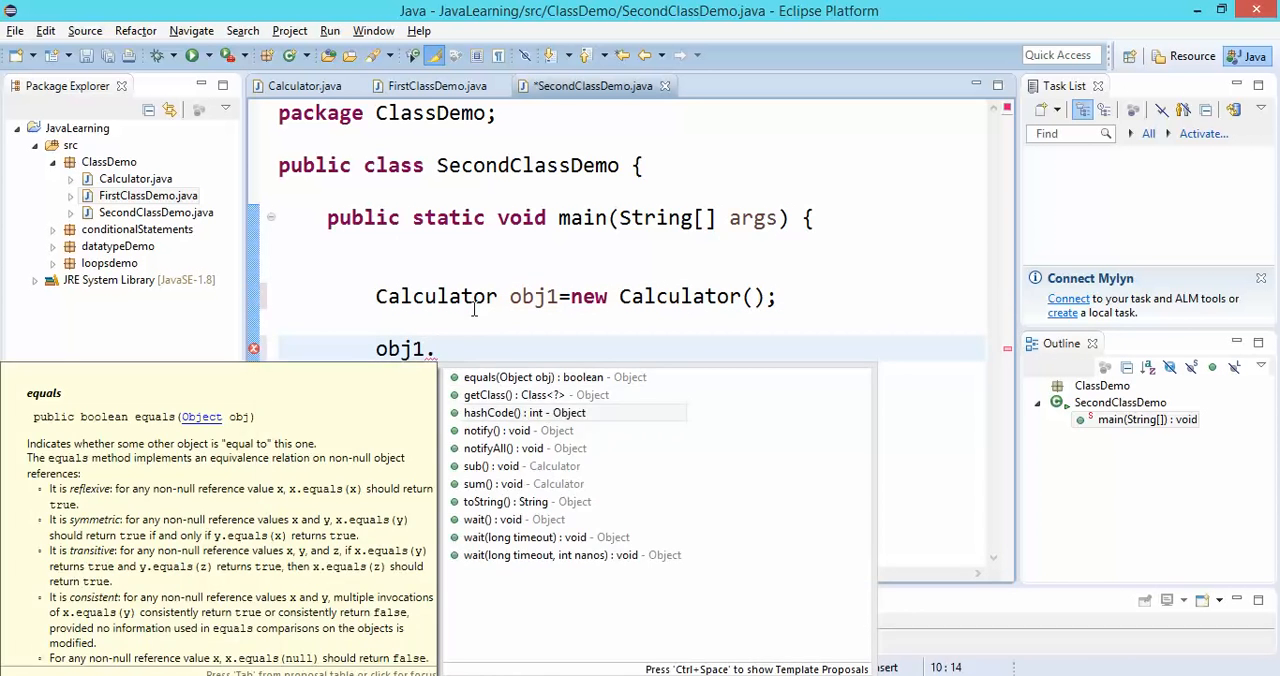 Java - JavaLearning/src/ClassDemo/SecondClassDemo.java - Eclipse Platform
File Edit Source Refactor Navigate Search Project Run Window Help
Quick Access Resource Java
Package Explorer
JavaLearning
src
ClassDemo
Calculator.java
FirstClassDemo.java
SecondClassDemo.java
conditionalStatements
datatypeDemo
loopsdemo
JRE System Library [JavaSE-1.8]
Calculator.java FirstClassDemo.java *SecondClassDemo.java
package ClassDemo;
public class SecondClassDemo {
public static void main(String[] args) {
Calculator obj1=new Calculator();
obj1.
equals
public boolean equals(Object obj)
Indicates whether some other object is "equal to" this one.
The equals method implements an equivalence relation on non-null object
references:
It is reflexive: for any non-null reference value x, x.equals(x) should return
true.
It is symmetric: for any non-null reference values x and y, x.equals(y)
should return true if and only if y.equals(x) returns true.
It is transitive: for any non-null reference values x, y, and z, if x.equals(y)
returns true and y.equals(z) returns true, then x.equals(z) should
return true.
It is consistent: for any non-null reference values x and y, multiple invocations
of x.equals(y) consistently return true or consistently return false,
provided no information used in equals comparisons on the objects is
modified.
For any non-null reference value x, x.equals(null) should return false.
Press 'Tab' from proposal table or click for focus
equals(Object obj) : boolean - Object
getClass() : Class<?> - Object
hashCode() : int - Object
notify() : void - Object
notifyAll() : void - Object
sub() : void - Calculator
sum() : void - Calculator
toString() : String - Object
wait() : void - Object
wait(long timeout) : void - Object
wait(long timeout, int nanos) : void - Object
Press 'Ctrl+Space' to show Template Proposals
Task List
Find All Activate...
Connect Mylyn
Connect to your task and ALM tools or
create a local task.
Outline
ClassDemo
SecondClassDemo
S main(String[]) : void
nsert 10 : 14